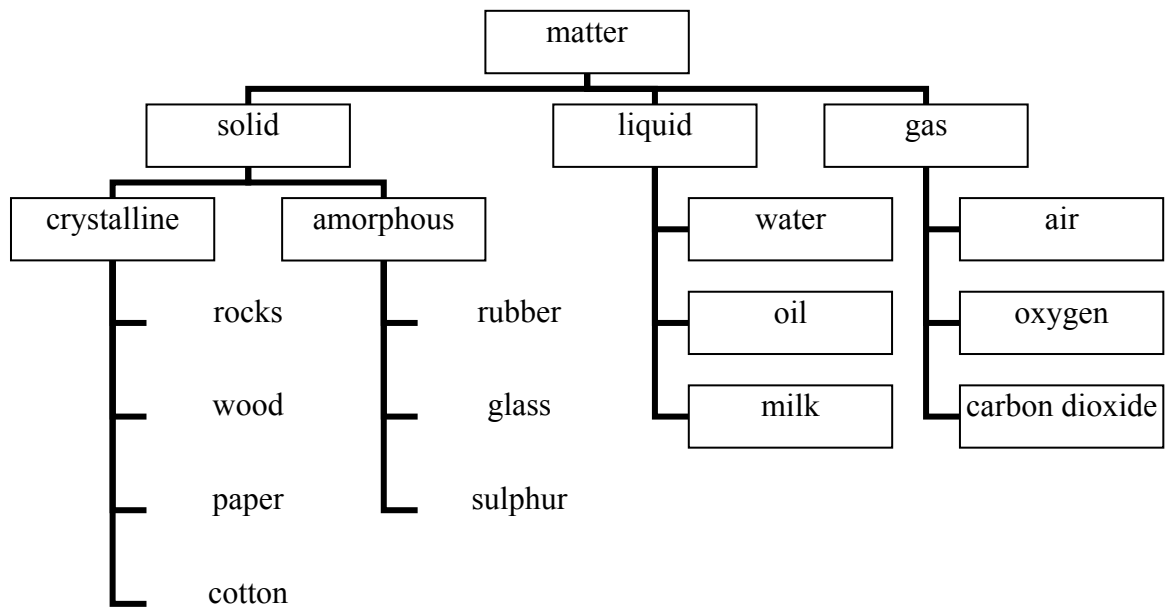 matter
solid
liquid
gas
crystalline
amorphous
water
air
rocks
rubber
oil
oxygen
wood
glass
milk
carbon dioxide
paper
sulphur
cotton